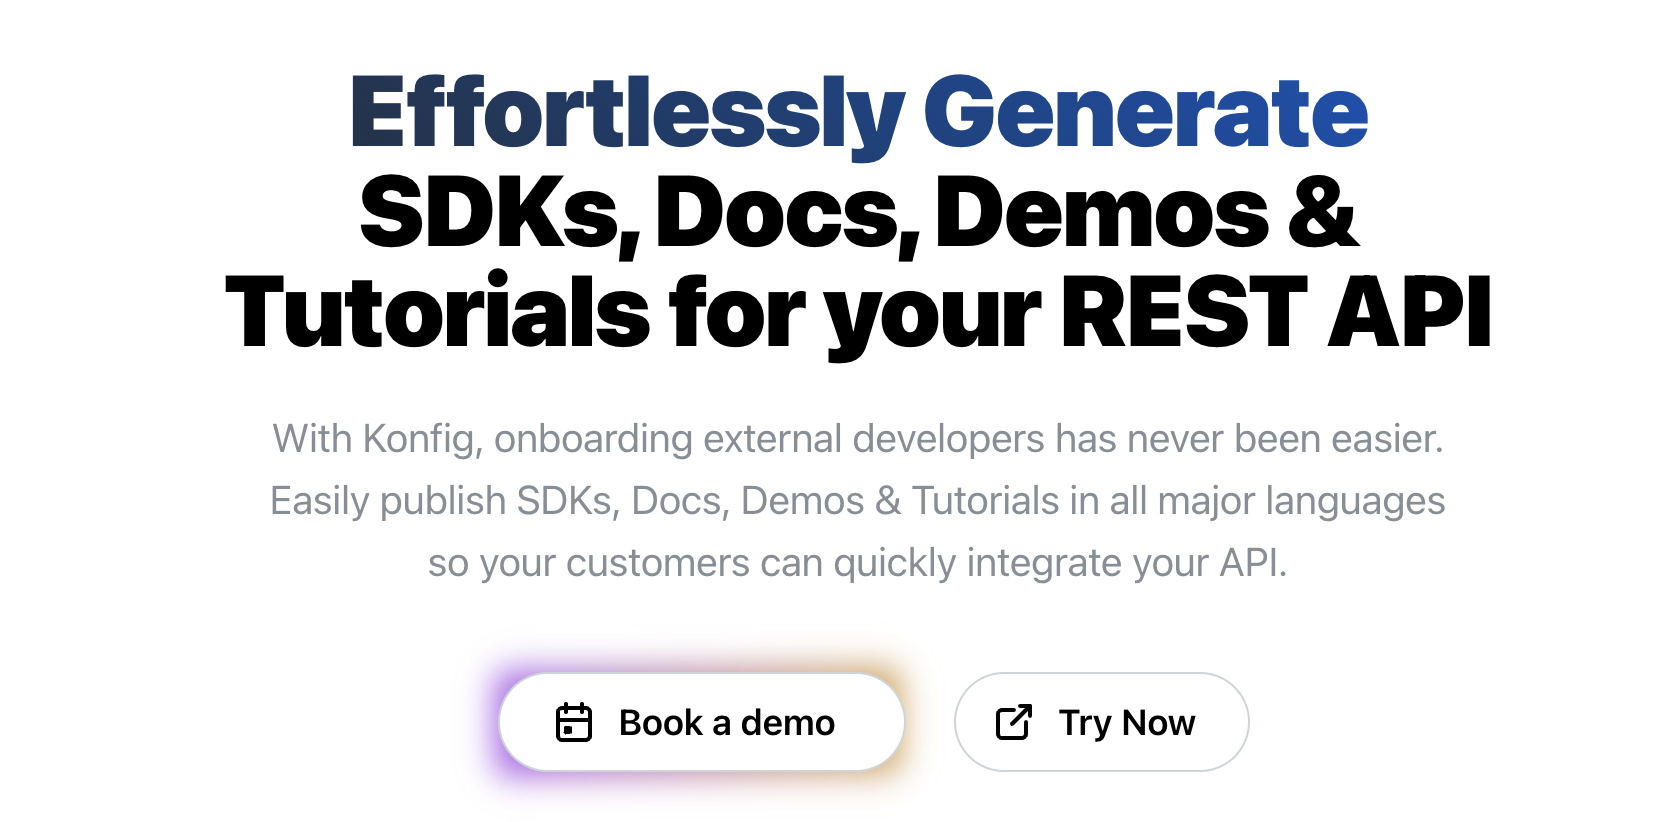 Effortlessly Generate
SDKs, Docs, Demos &
Tutorials for your REST API
With Konfig, onboarding external developers has never been easier.
Easily publish SDKs, Docs, Demos & Tutorials in all major languages
so your customers can quickly integrate your API.
Book a demo
Try Now